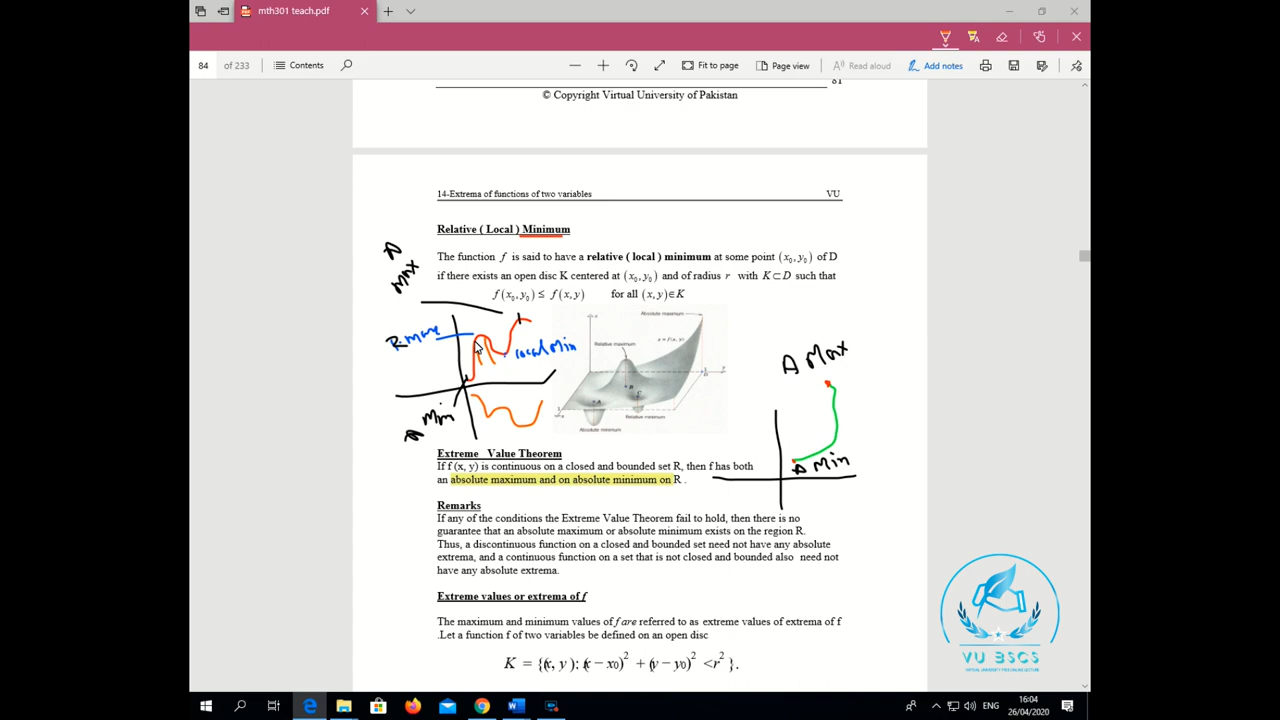 mth301 teach.pdf
84 of 233
Contents
Fit to page
Page view
Read aloud
Add notes
81
© Copyright Virtual University of Pakistan
14-Extrema of functions of two variables VU
Relative ( Local ) Minimum
The function f is said to have a relative ( local ) minimum at some point (x₀, y₀) of D
if there exists an open disc K centered at (x₀, y₀) and of radius r with K ⊂ D such that
f(x₀, y₀) ≤ f(x, y) for all (x, y)∈K
A Max
R. more
local Min
A Min
Absolute maximum
Relative maximum
z = f(x, y)
A
B
C
D
Relative minimum
Absolute minimum
A Max
A Min
Extreme Value Theorem
If f (x, y) is continuous on a closed and bounded set R, then f has both
an absolute maximum and on absolute minimum on R .
Remarks
If any of the conditions the Extreme Value Theorem fail to hold, then there is no
guarantee that an absolute maximum or absolute minimum exists on the region R.
Thus, a discontinuous function on a closed and bounded set need not have any absolute
extrema, and a continuous function on a set that is not closed and bounded also need not
have any absolute extrema.
Extreme values or extrema of f
The maximum and minimum values of f are referred to as extreme values of extrema of f
.Let a function f of two variables be defined on an open disc
K = {(x, y ): (x − x₀)² + (y − y₀)² <r² }.
VU BSCS
ENG
16:04
26/04/2020